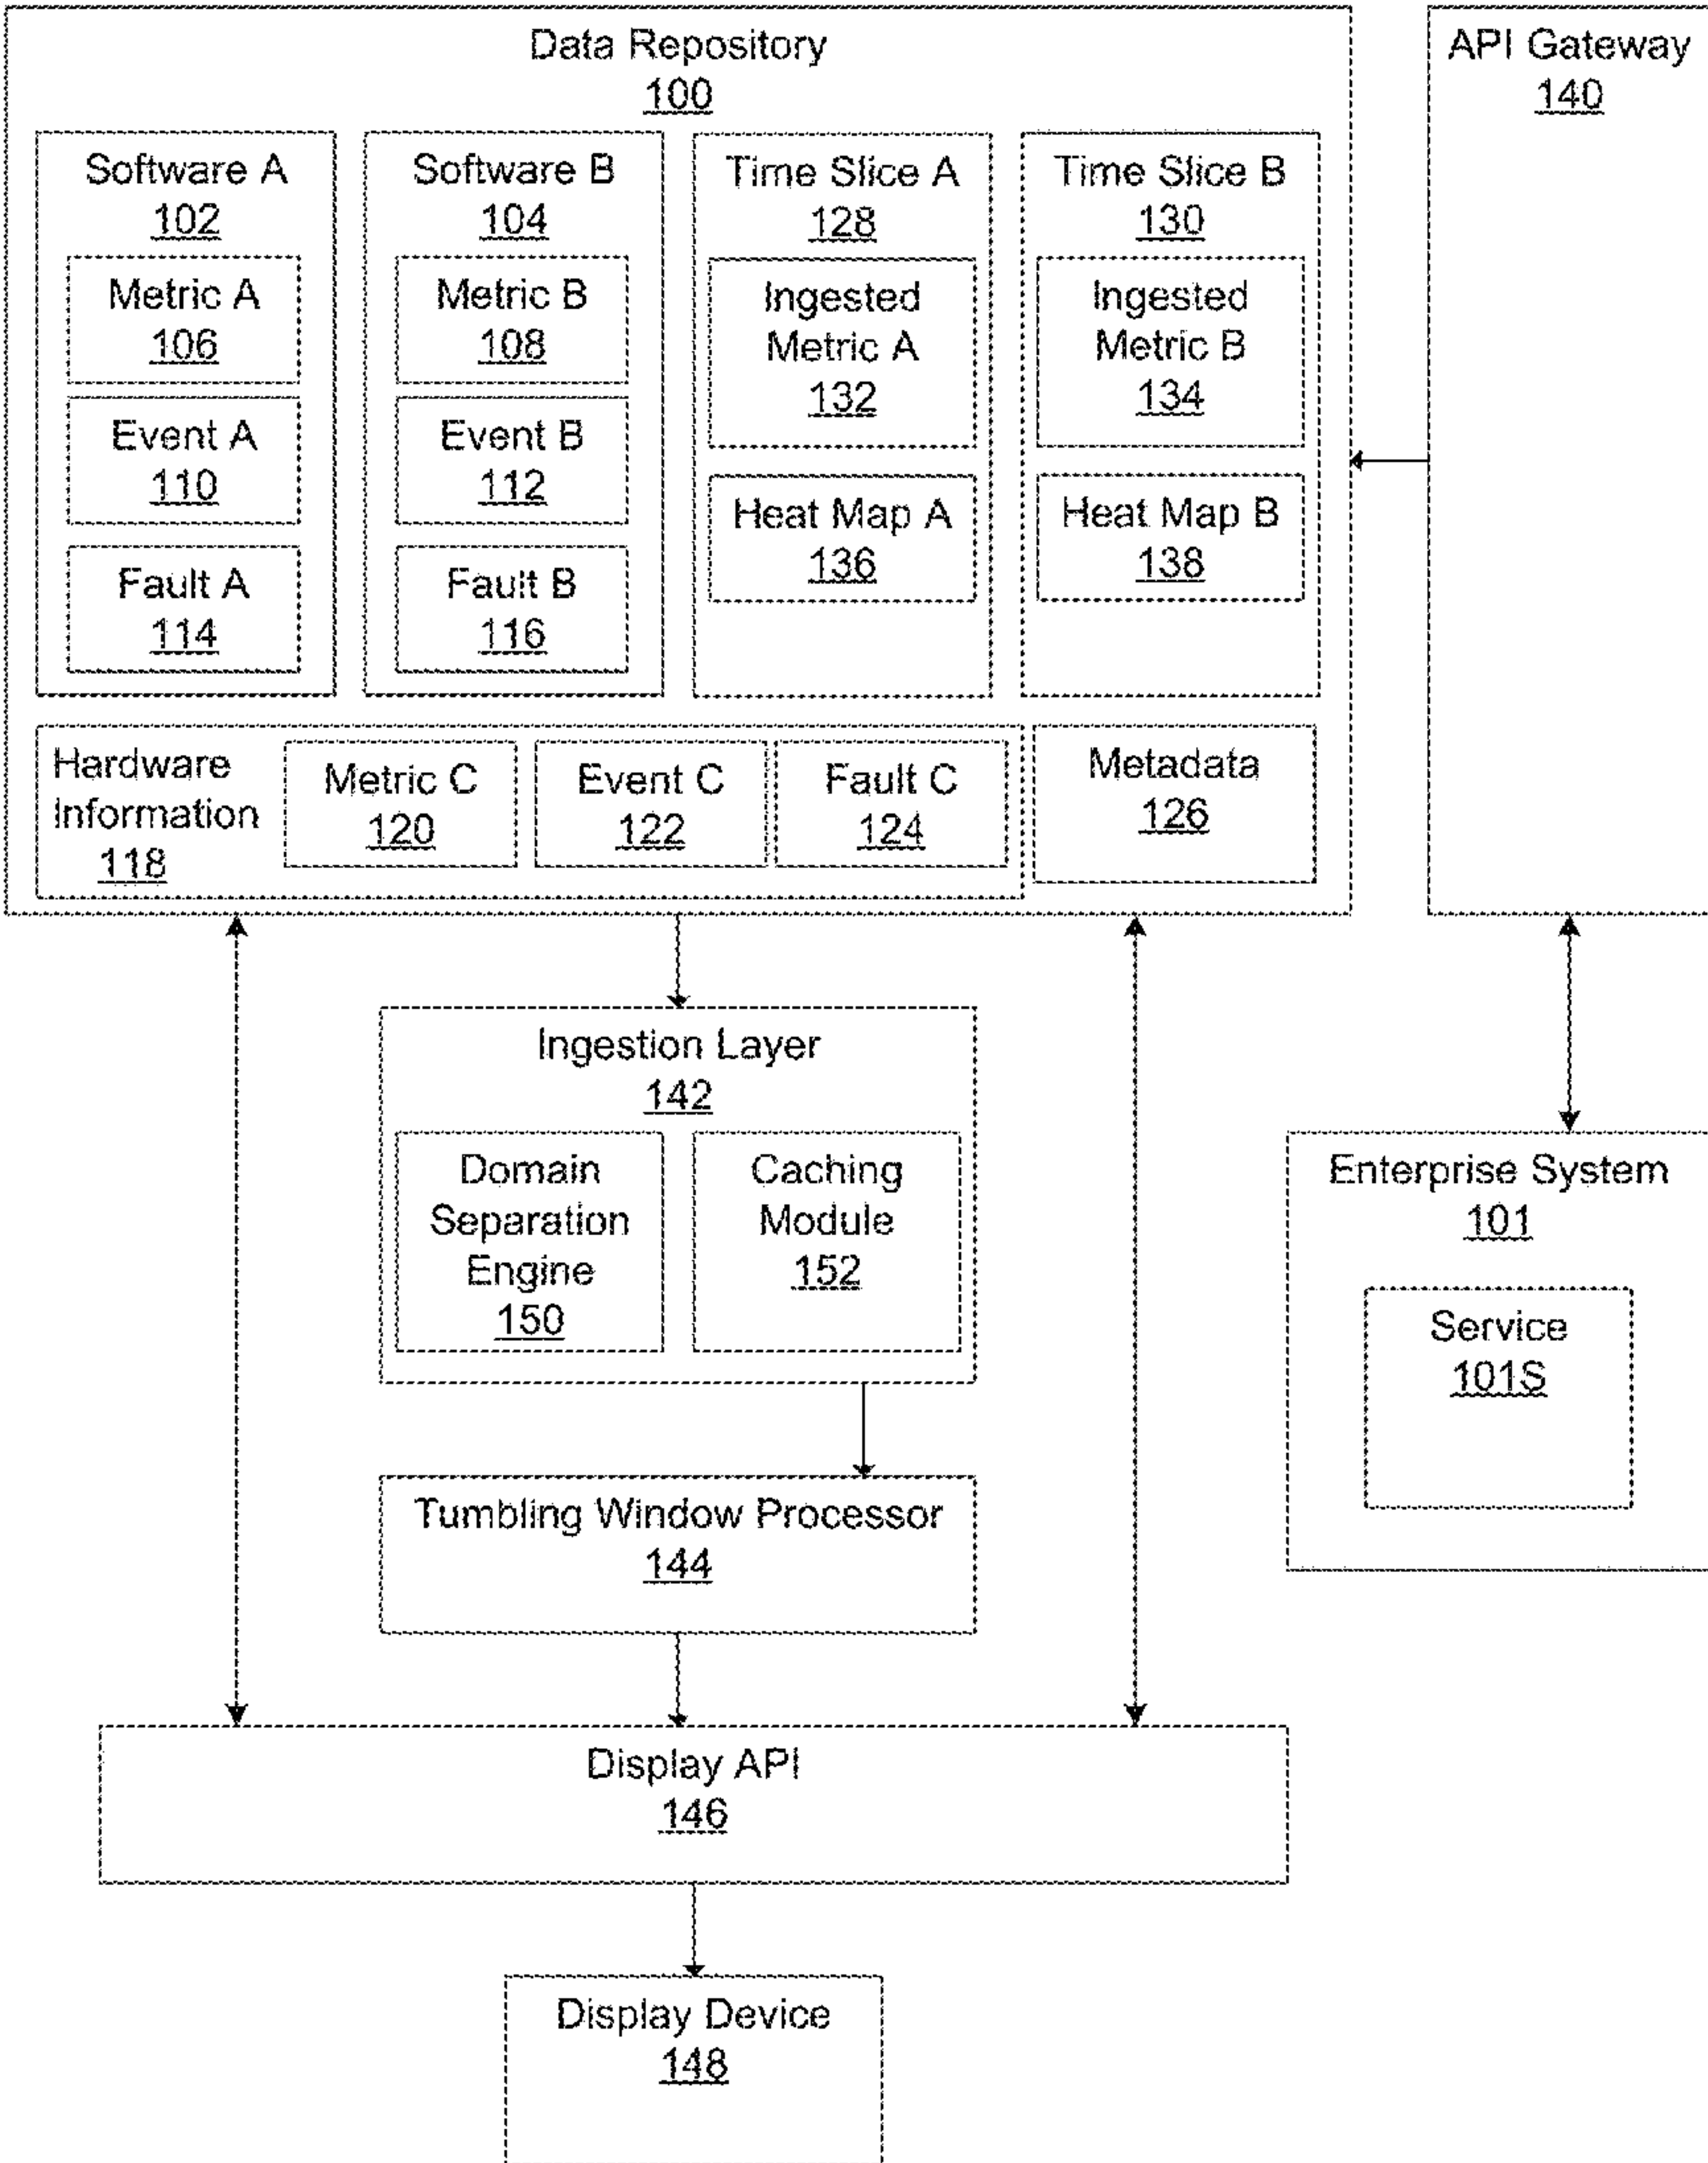 Data Repository
100
Software A
102
Metric A
106
Event A
110
Fault A
114
Software B
104
Metric B
108
Event B
112
Fault B
116
Time Slice A
128
Ingested
Metric A
132
Heat Map A
136
Time Slice B
130
Ingested
Metric B
134
Heat Map B
138
Hardware
Information
118
Metric C
120
Event C
122
Fault C
124
Metadata
126
API Gateway
140
Ingestion Layer
142
Domain
Separation
Engine
150
Caching
Module
152
Enterprise System
101
Service
101S
Tumbling Window Processor
144
Display API
146
Display Device
148